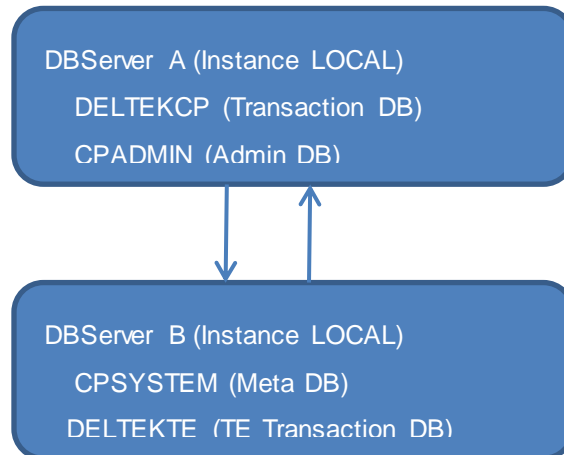 DBServer A (Instance LOCAL)
DELTEKCP (Transaction DB)
CPADMIN (Admin DB)
DBServer B (Instance LOCAL)
CPSYSTEM (Meta DB)
DELTEKTE (TE Transaction DB)